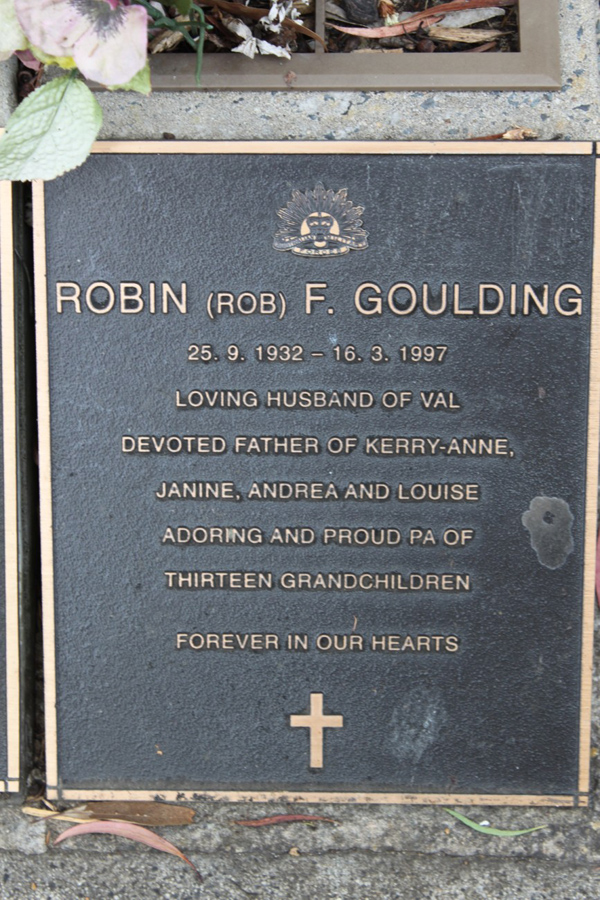 ROBIN (ROB) F. GOULDING
25. 9. 1932 – 16. 3. 1997
LOVING HUSBAND OF VAL
DEVOTED FATHER OF KERRY-ANNE,
JANINE, ANDREA AND LOUISE
ADORING AND PROUD PA OF
THIRTEEN GRANDCHILDREN
FOREVER IN OUR HEARTS